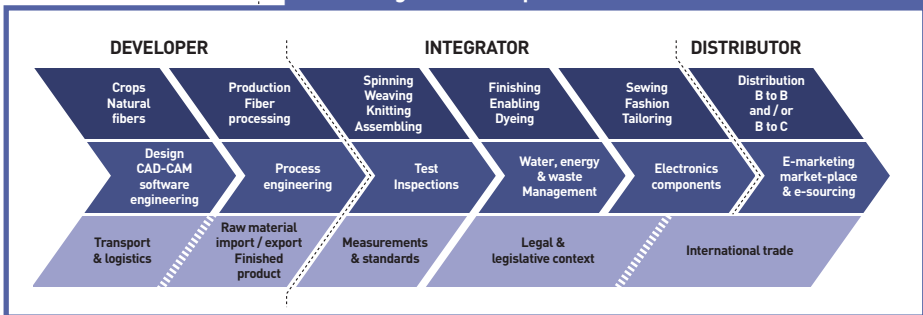 DEVELOPER
INTEGRATOR
DISTRIBUTOR
Crops
Natural
fibers
Production
Fiber
processing
Spinning
Weaving
Knitting
Assembling
Finishing
Enabling
Dyeing
Sewing
Fashion
Tailoring
Distribution
B to B
and / or
B to C
Design
CAD-CAM
software
engineering
Process
engineering
Test
Inspections
Water, energy
& waste
Management
Electronics
components
E-marketing
market-place
& e-sourcing
Transport
& logistics
Raw material
import / export
Finished
product
Measurements
& standards
Legal &
legislative context
International trade